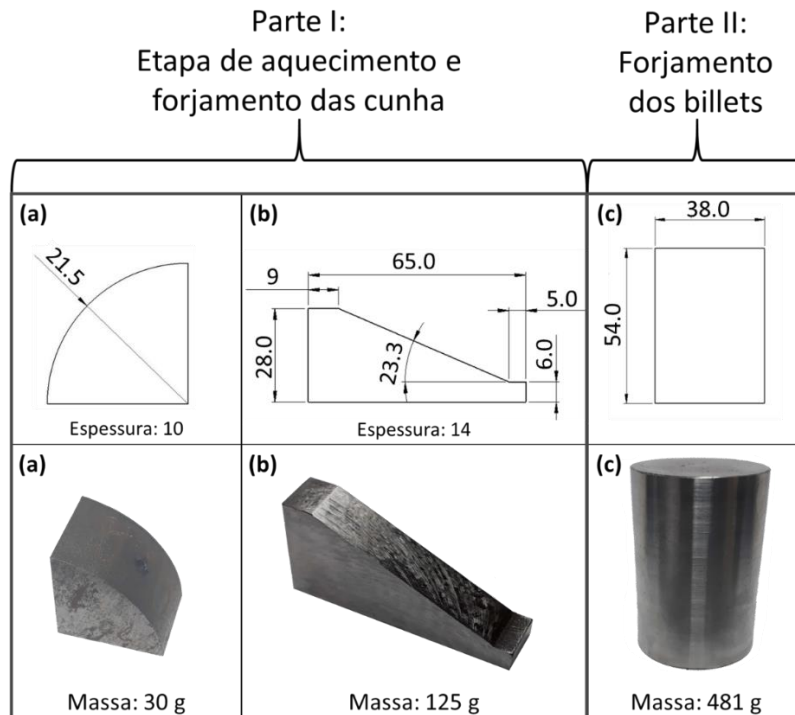 Parte I:
Etapa de aquecimento e
forjamento das cunha
Parte II:
Forjamento
dos billets
(a)
21.5
Espessura: 10
(b)
65.0
9
5.0
28.0
23.3
6.0
Espessura: 14
(c)
38.0
54.0
(a)
Massa: 30 g
(b)
Massa: 125 g
(c)
Massa: 481 g